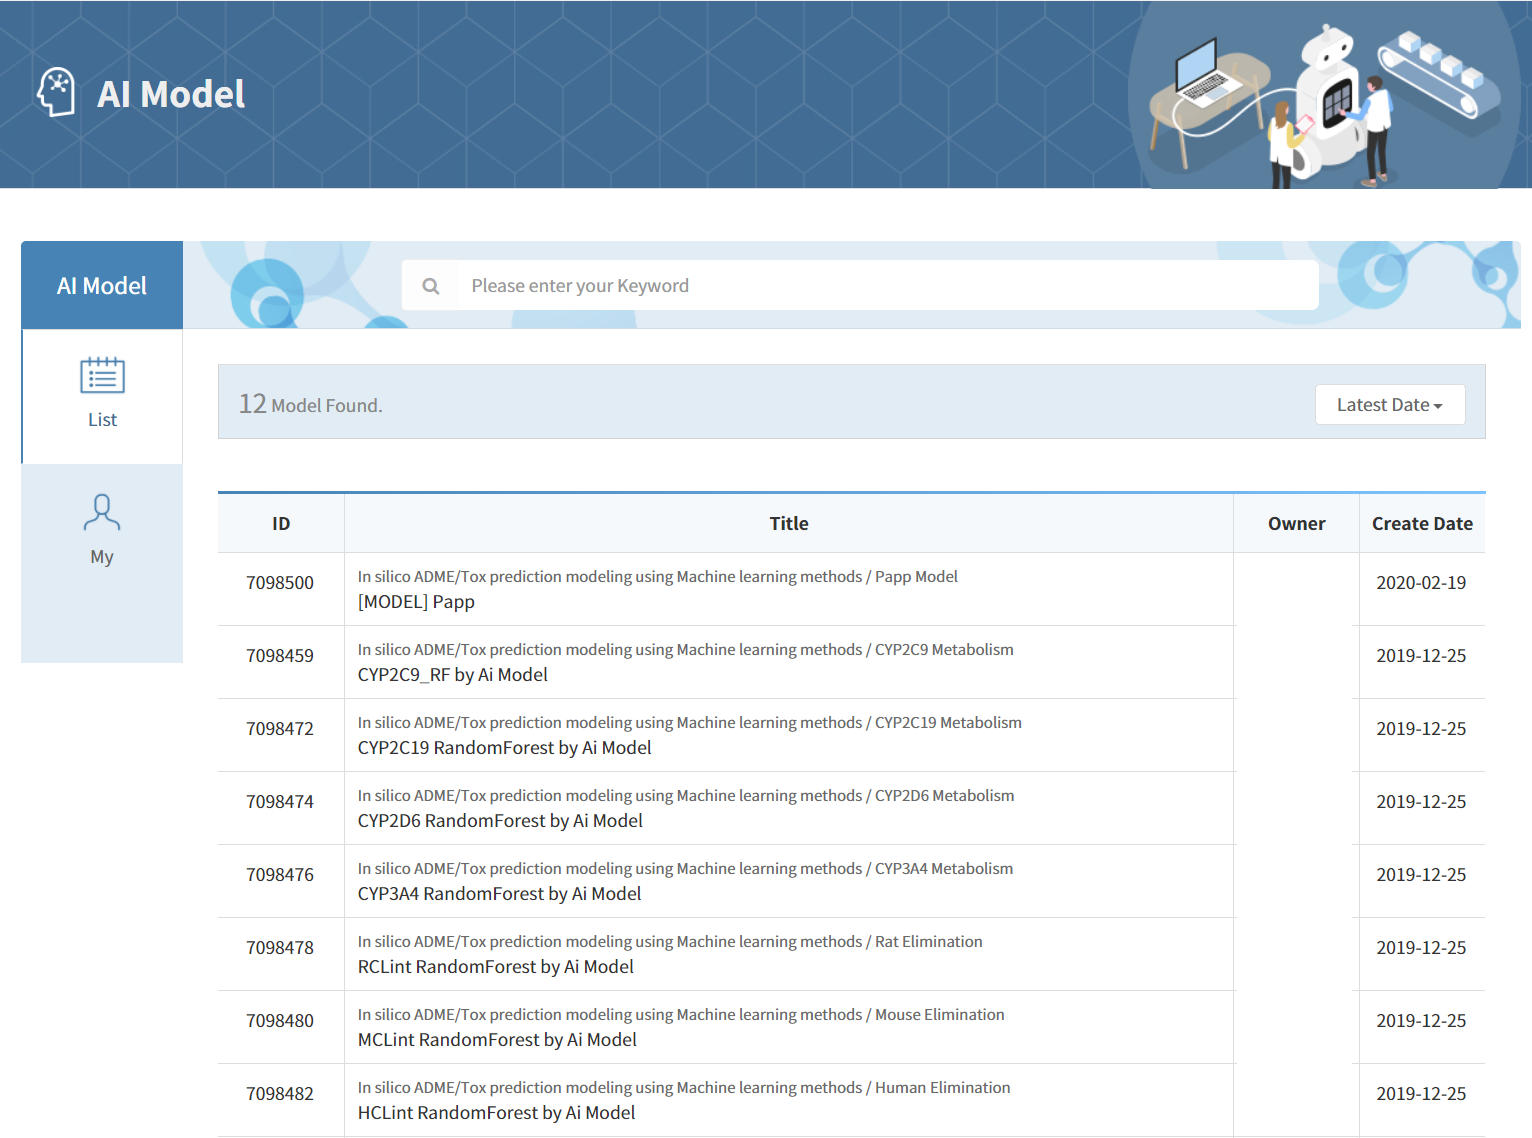 AI Model
AI Model
Please enter your Keyword
List
My
12 Model Found.
Latest Date
ID Title Owner Create Date
7098500 In silico ADME/Tox prediction modeling using Machine learning methods / Papp Model 2020-02-19
[MODEL] Papp
7098459 In silico ADME/Tox prediction modeling using Machine learning methods / CYP2C9 Metabolism 2019-12-25
CYP2C9_RF by Ai Model
7098472 In silico ADME/Tox prediction modeling using Machine learning methods / CYP2C19 Metabolism 2019-12-25
CYP2C19 RandomForest by Ai Model
7098474 In silico ADME/Tox prediction modeling using Machine learning methods / CYP2D6 Metabolism 2019-12-25
CYP2D6 RandomForest by Ai Model
7098476 In silico ADME/Tox prediction modeling using Machine learning methods / CYP3A4 Metabolism 2019-12-25
CYP3A4 RandomForest by Ai Model
7098478 In silico ADME/Tox prediction modeling using Machine learning methods / Rat Elimination 2019-12-25
RCLint RandomForest by Ai Model
7098480 In silico ADME/Tox prediction modeling using Machine learning methods / Mouse Elimination 2019-12-25
MCLint RandomForest by Ai Model
7098482 In silico ADME/Tox prediction modeling using Machine learning methods / Human Elimination 2019-12-25
HCLint RandomForest by Ai Model